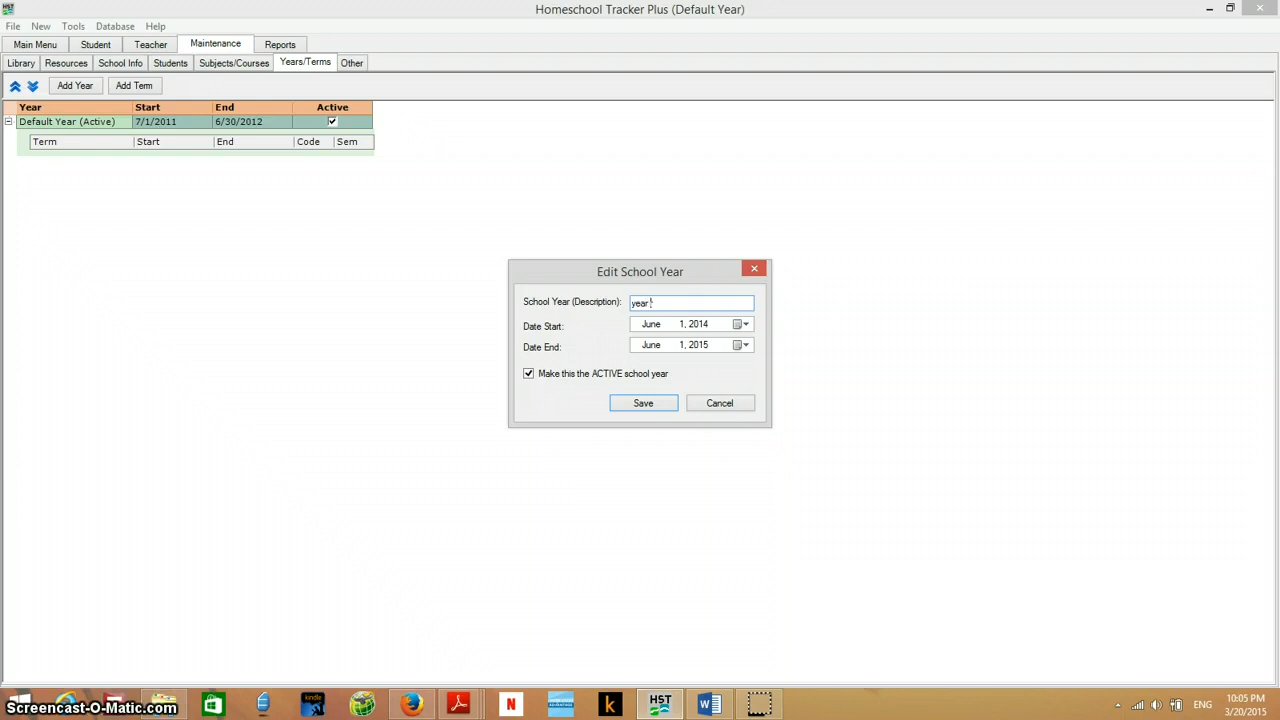 HST
Homeschool Tracker Plus (Default Year)
File New Tools Database Help
Main Menu Student Teacher Maintenance Reports
Library Resources School Info Students Subjects/Courses Years/Terms Other
Add Year Add Term
Year Start End Active
Default Year (Active) 7/1/2011 6/30/2012
Term Start End Code Sem
Edit School Year
School Year (Description): year
Date Start: June 1, 2014
Date End: June 1, 2015
Make this the ACTIVE school year
Save Cancel
kindle N k HST W
10:05 PM
ENG
3/20/2015
Screencast-O-Matic.com